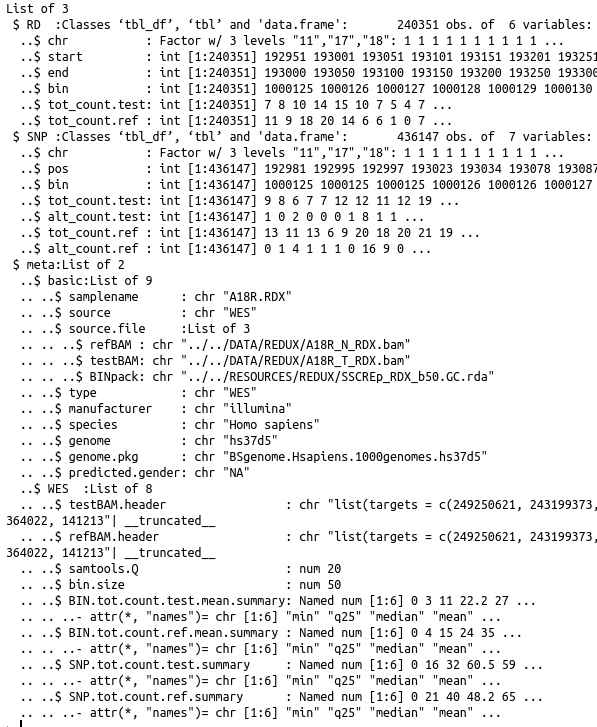 List of 3
 $ RD  :Classes ‘tbl_df’, ‘tbl’ and 'data.frame':	240351 obs. of  6 variables:
  ..$ chr           : Factor w/ 3 levels "11","17","18": 1 1 1 1 1 1 1 1 1 1 ...
  ..$ start         : int [1:240351] 192951 193001 193051 193101 193151 193201 193251
  ..$ end           : int [1:240351] 193000 193050 193100 193150 193200 193250 193300
  ..$ bin           : int [1:240351] 1000125 1000126 1000127 1000128 1000129 1000130
  ..$ tot_count.test: int [1:240351] 7 8 10 14 15 10 7 5 4 7 ...
  ..$ tot_count.ref : int [1:240351] 11 9 18 20 14 6 6 1 0 7 ...
 $ SNP :Classes ‘tbl_df’, ‘tbl’ and 'data.frame':	436147 obs. of  7 variables:
  ..$ chr           : Factor w/ 3 levels "11","17","18": 1 1 1 1 1 1 1 1 1 1 ...
  ..$ pos           : int [1:436147] 192981 192995 192997 193023 193034 193078 193087
  ..$ bin           : int [1:436147] 1000125 1000125 1000125 1000126 1000126 1000127
  ..$ tot_count.test: int [1:436147] 9 8 6 7 7 12 12 11 12 19 ...
  ..$ alt_count.test: int [1:436147] 1 0 2 0 0 0 1 8 1 1 ...
  ..$ tot_count.ref : int [1:436147] 13 11 13 6 9 20 18 20 21 19 ...
  ..$ alt_count.ref : int [1:436147] 0 1 4 1 1 1 0 16 9 0 ...
 $ meta:List of 2
  ..$ basic:List of 9
  .. ..$ samplename      : chr "A18R.RDX"
  .. ..$ source          : chr "WES"
  .. ..$ source.file     :List of 3
  .. .. ..$ refBAM : chr "../../DATA/REDUX/A18R_N_RDX.bam"
  .. .. ..$ testBAM: chr "../../DATA/REDUX/A18R_T_RDX.bam"
  .. .. ..$ BINpack: chr "../../RESOURCES/REDUX/SSCREp_RDX_b50.GC.rda"
  .. ..$ type            : chr "WES"
  .. ..$ manufacturer    : chr "illumina"
  .. ..$ species         : chr "Homo sapiens"
  .. ..$ genome          : chr "hs37d5"
  .. ..$ genome.pkg      : chr "BSgenome.Hsapiens.1000genomes.hs37d5"
  .. ..$ predicted.gender: chr "NA"
  ..$ WES  :List of 8
  .. ..$ testBAM.header                : chr "list(targets = c(249250621, 243199373,
364022, 141213"| __truncated__
  .. ..$ refBAM.header                 : chr "list(targets = c(249250621, 243199373,
364022, 141213"| __truncated__
  .. ..$ samtools.Q                    : num 20
  .. ..$ bin.size                      : num 50
  .. ..$ BIN.tot.count.test.mean.summary: Named num [1:6] 0 3 11 22.2 27 ...
  .. .. ..- attr(*, "names")= chr [1:6] "min" "q25" "median" "mean" ...
  .. ..$ BIN.tot.count.ref.mean.summary : Named num [1:6] 0 4 15 24 35 ...
  .. .. ..- attr(*, "names")= chr [1:6] "min" "q25" "median" "mean" ...
  .. ..$ SNP.tot.count.test.summary    : Named num [1:6] 0 16 32 60.5 59 ...
  .. .. ..- attr(*, "names")= chr [1:6] "min" "q25" "median" "mean" ...
  .. ..$ SNP.tot.count.ref.summary     : Named num [1:6] 0 21 40 48.2 65 ...
  .. .. ..- attr(*, "names")= chr [1:6] "min" "q25" "median" "mean" ...